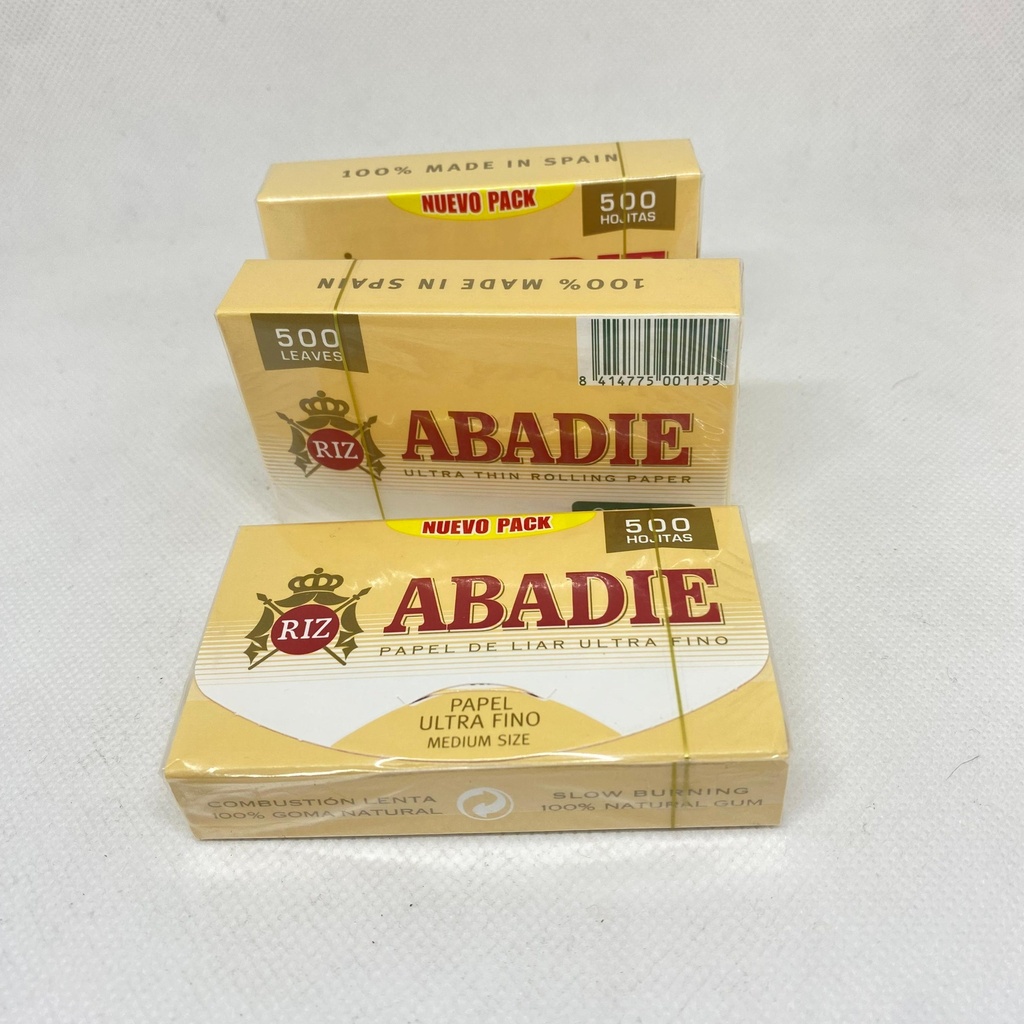 100% MADE IN SPAIN
NUEVO PACK
500
HOJITAS
100% MADE IN SPAIN
500
LEAVES
8 414775 001155
RIZ
ABADIE
ULTRA THIN ROLLING PAPER
NUEVO PACK
500
HOJITAS
RIZ
ABADIE
PAPEL DE LIAR ULTRA FINO
PAPEL
ULTRA FINO
MEDIUM SIZE
COMBUSTIÓN LENTA
100% GOMA NATURAL
SLOW BURNING
100% NATURAL GUM